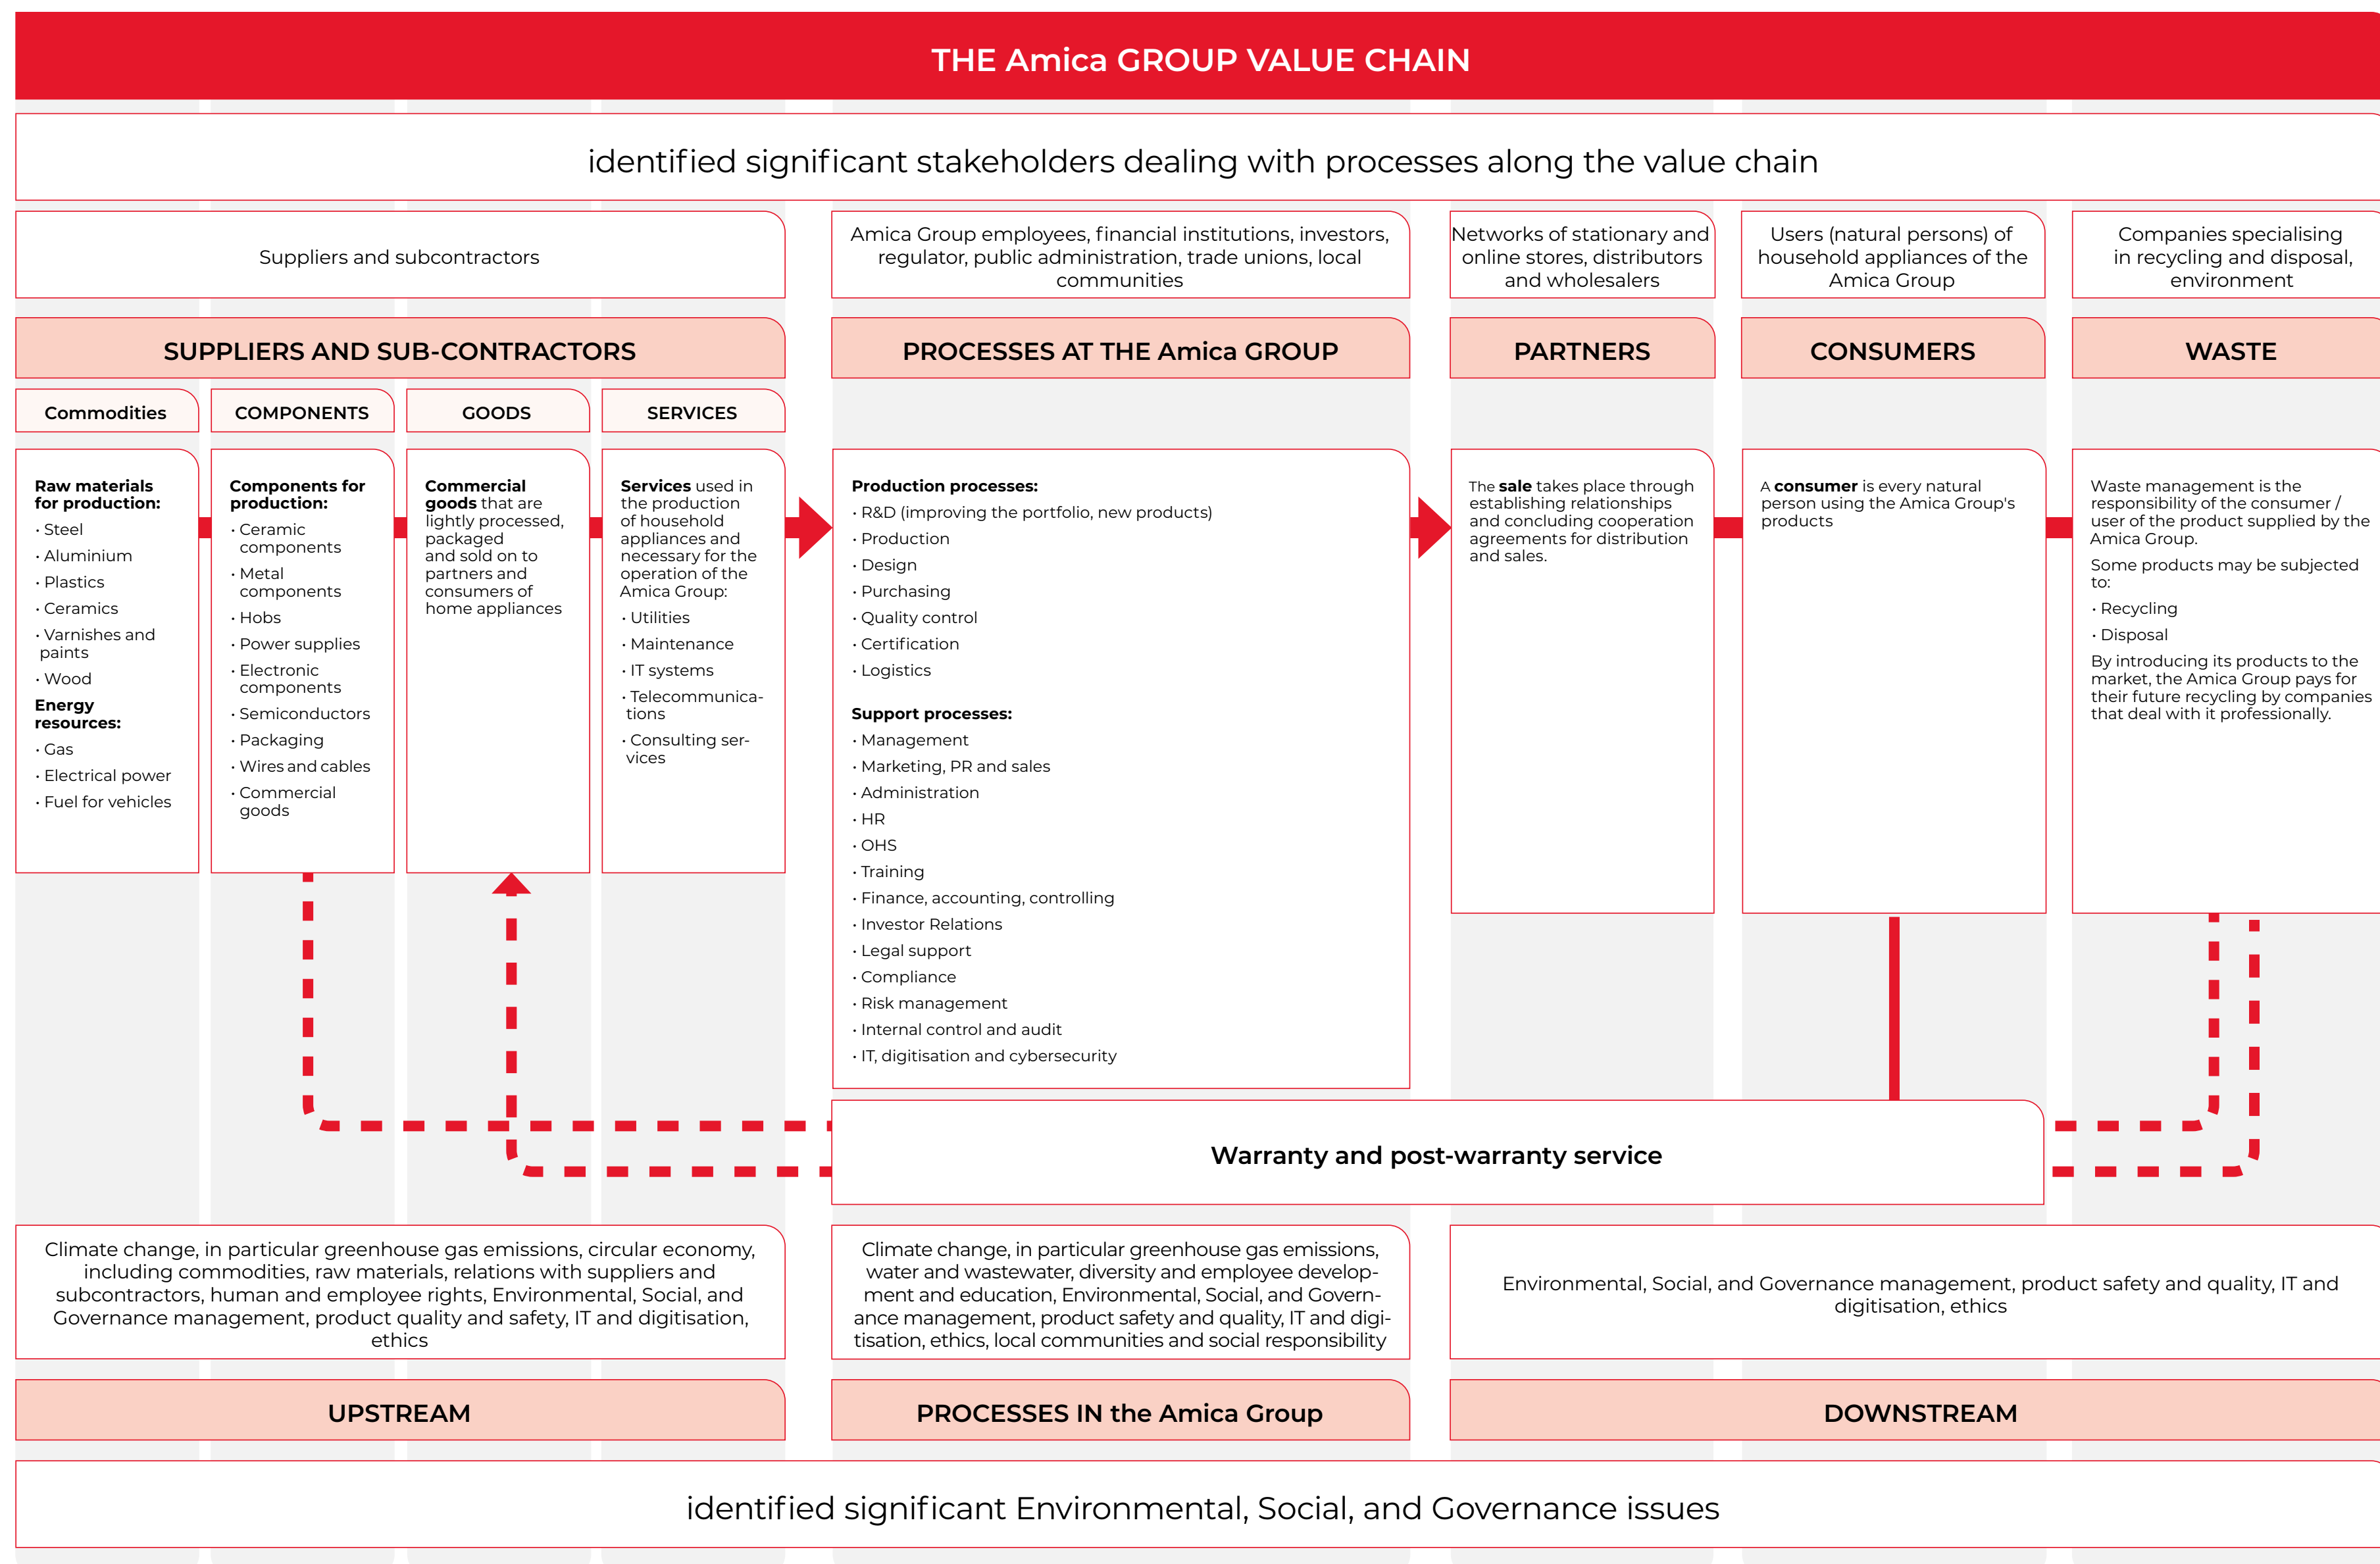 THE Amica GROUP VALUE CHAIN
identified significant stakeholders dealing with processes along the value chain
Suppliers and subcontractors
Amica Group employees, financial institutions, investors,
regulator, public administration, trade unions, local
communities
Networks of stationary and
online stores, distributors
and wholesalers
Users (natural persons) of
household appliances of the
Amica Group
Companies specialising
in recycling and disposal,
environment
SUPPLIERS AND SUB-CONTRACTORS
PROCESSES AT THE Amica GROUP
PARTNERS
CONSUMERS
WASTE
Commodities
COMPONENTS
GOODS
SERVICES
Raw materials
for production:
· Steel
· Aluminium
· Plastics
· Ceramics
· Varnishes and
paints
· Wood
Energy
resources:
· Gas
· Electrical power
· Fuel for vehicles
Components for
production:
· Ceramic
components
· Metal
components
· Hobs
· Power supplies
· Electronic
components
· Semiconductors
· Packaging
· Wires and cables
· Commercial
goods
Commercial
goods that are
lightly processed,
packaged
and sold on to
partners and
consumers of
home appliances
Services used in
the production
of household
appliances and
necessary for the
operation of the
Amica Group:
· Utilities
· Maintenance
· IT systems
· Telecommunica-
tions
· Consulting ser-
vices
Production processes:
· R&D (improving the portfolio, new products)
· Production
· Design
· Purchasing
· Quality control
· Certification
· Logistics
Support processes:
· Management
· Marketing, PR and sales
· Administration
· HR
· OHS
· Training
· Finance, accounting, controlling
· Investor Relations
· Legal support
· Compliance
· Risk management
· Internal control and audit
· IT, digitisation and cybersecurity
The sale takes place through
establishing relationships
and concluding cooperation
agreements for distribution
and sales.
A consumer is every natural
person using the Amica Group's
products
Waste management is the
responsibility of the consumer /
user of the product supplied by the
Amica Group.
Some products may be subjected
to:
· Recycling
· Disposal
By introducing its products to the
market, the Amica Group pays for
their future recycling by companies
that deal with it professionally.
Warranty and post-warranty service
Climate change, in particular greenhouse gas emissions, circular economy,
including commodities, raw materials, relations with suppliers and
subcontractors, human and employee rights, Environmental, Social, and
Governance management, product quality and safety, IT and digitisation,
ethics
Climate change, in particular greenhouse gas emissions,
water and wastewater, diversity and employee develop-
ment and education, Environmental, Social, and Govern-
ance management, product safety and quality, IT and digi-
tisation, ethics, local communities and social responsibility
Environmental, Social, and Governance management, product safety and quality, IT and
digitisation, ethics
UPSTREAM
PROCESSES IN the Amica Group
DOWNSTREAM
identified significant Environmental, Social, and Governance issues